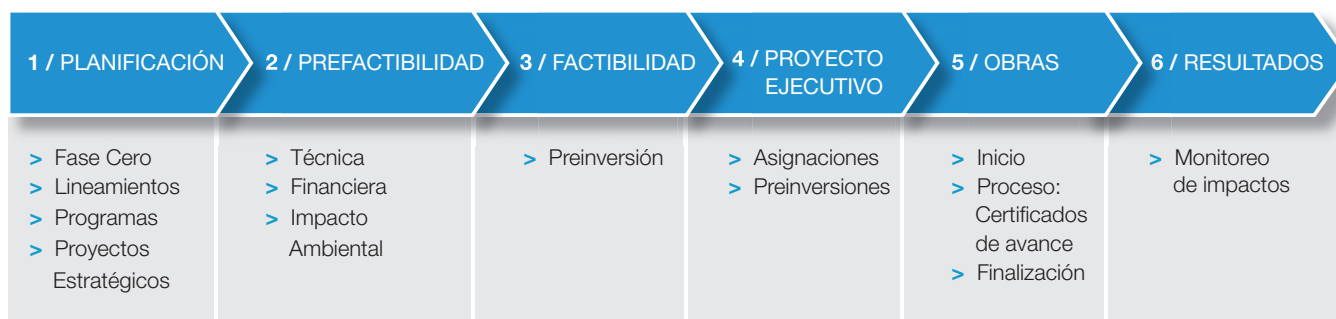 1 / PLANIFICACIÓN
> Fase Cero
> Lineamientos
> Programas
> Proyectos
Estratégicos
2 / PREFACTIBILIDAD
> Técnica
> Financiera
> Impacto
Ambiental
3 / FACTIBILIDAD
> Preinversión
4 / PROYECTO
EJECUTIVO
> Asignaciones
> Preinversiones
5 / OBRAS
> Inicio
> Proceso:
Certificados
de avance
> Finalización
6 / RESULTADOS
> Monitoreo
de impactos